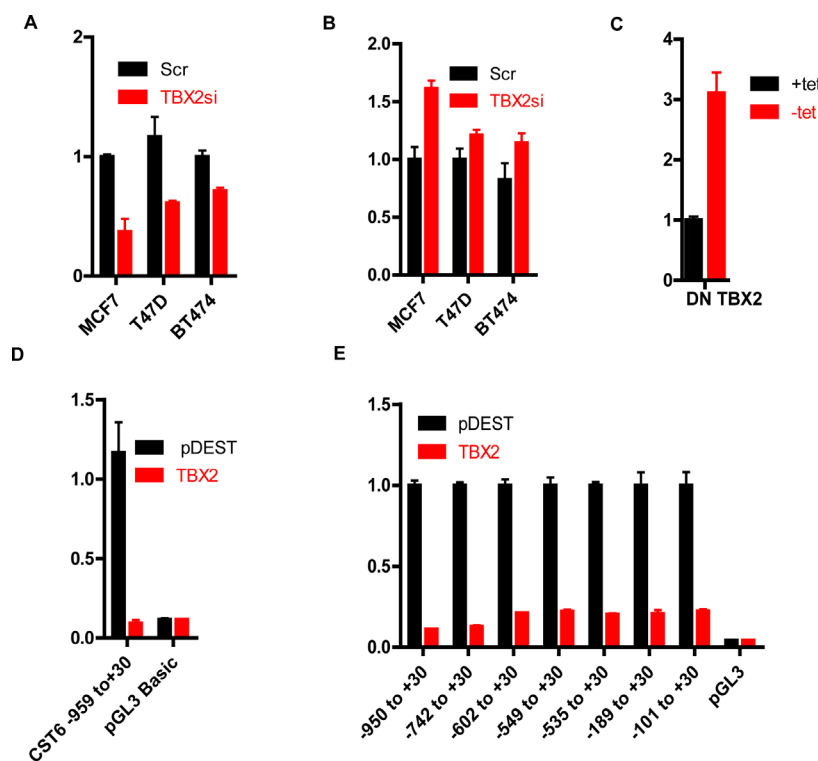 A
Scr
TBX2si
2
1
0
MCF7
T47D
BT474
B
Scr
TBX2si
2.0
1.5
1.0
0.5
0.0
MCF7
T47D
BT474
C
+tet
-tet
4
3
2
1
0
DN TBX2
D
pDEST
TBX2
1.5
1.0
0.5
0.0
CST6 -959 to+30
pGL3 Basic
E
pDEST
TBX2
1.5
1.0
0.5
0.0
-950 to +30
-742 to +30
-602 to +30
-549 to +30
-535 to +30
-189 to +30
-101 to +30
pGL3